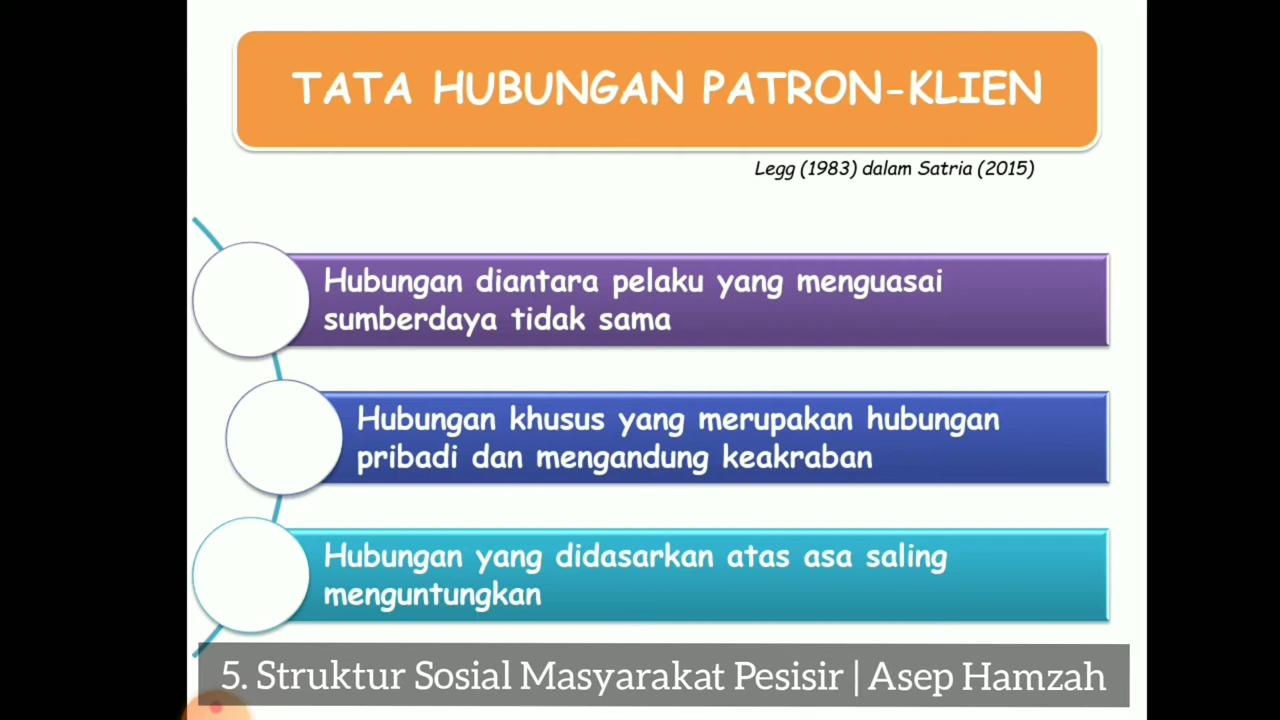 TATA HUBUNGAN PATRON-KLIEN
Legg (1983) dalam Satria (2015)
Hubungan diantara pelaku yang menguasai
sumberdaya tidak sama
Hubungan khusus yang merupakan hubungan
pribadi dan mengandung keakraban
Hubungan yang didasarkan atas asa saling
menguntungkan
5. Struktur Sosial Masyarakat Pesisir | Asep Hamzah